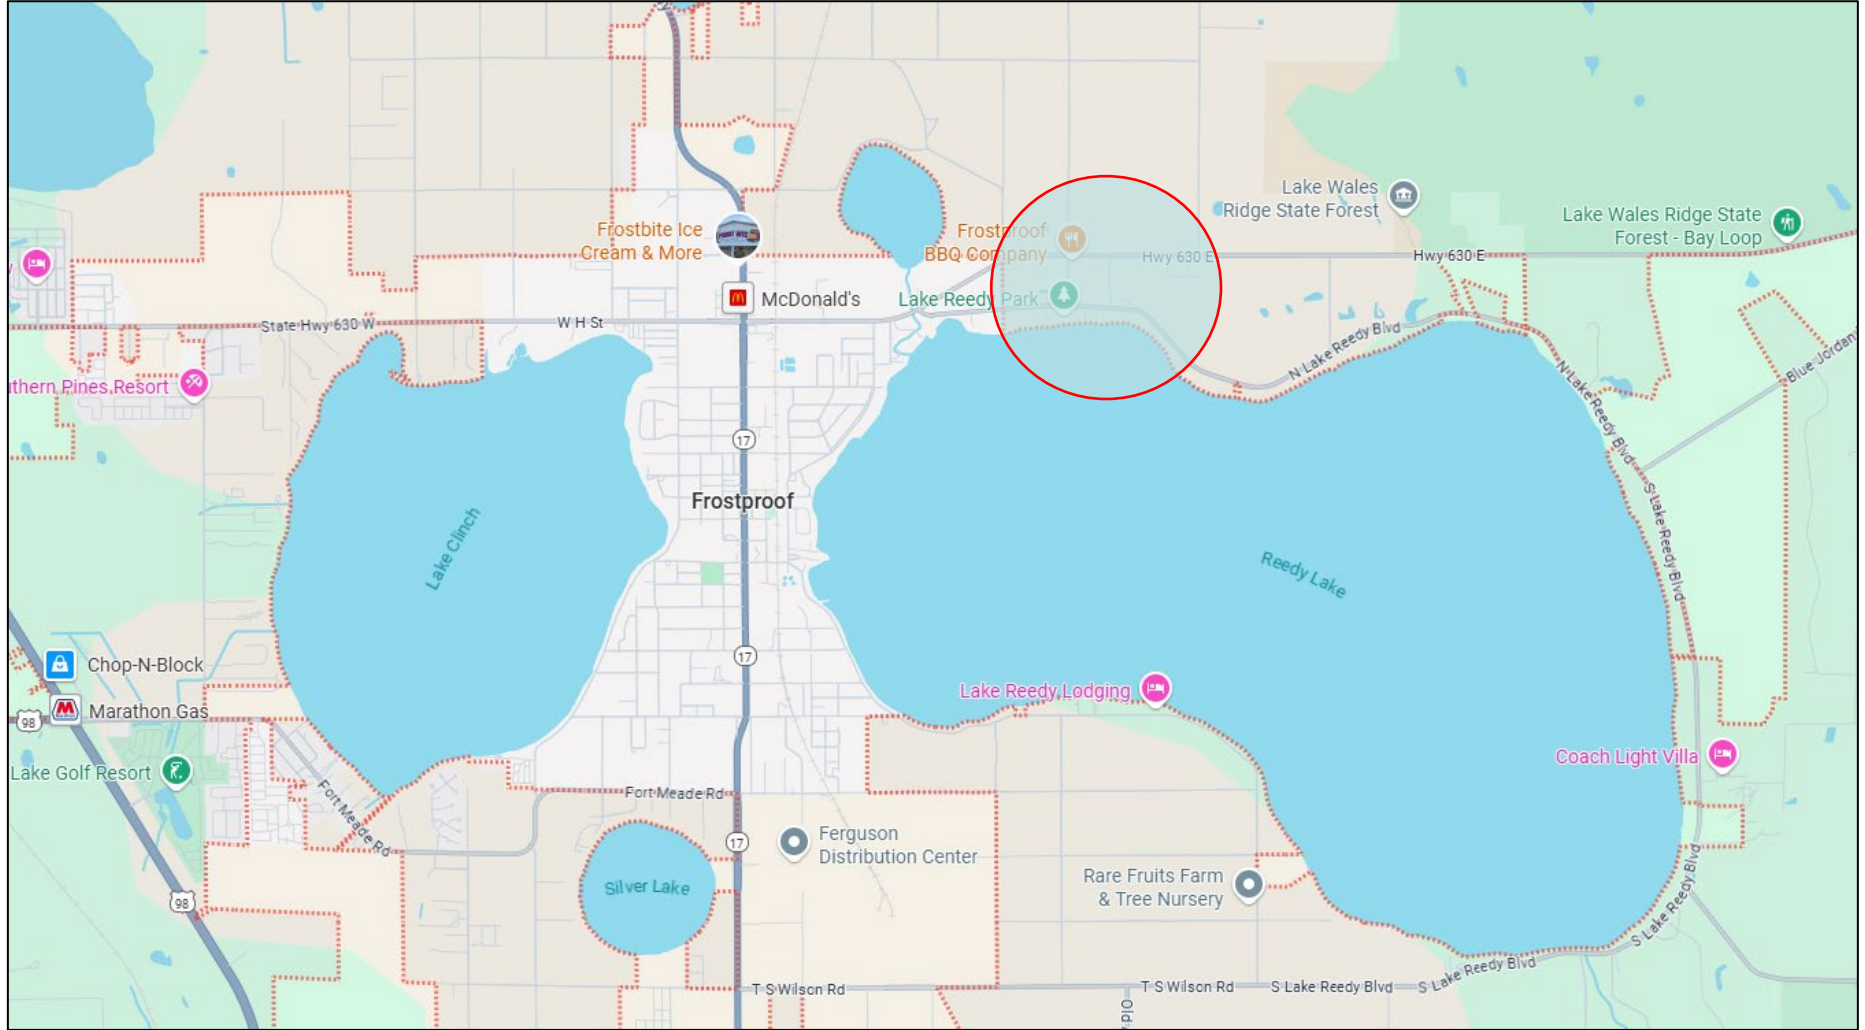 Lake Wales
Ridge State Forest
Lake Wales Ridge State
Forest - Bay Loop
Frostbite Ice
Cream & More
Frostproof
BBQ Company
Hwy 630 E
Hwy 630 E
McDonald's
Lake Reedy Park
State Hwy 630 W
W H St
N Lake Reedy Blvd
Blue Jordan
thern Pines Resort
N Lake Reedy Blvd
17
Frostproof
Lake Clinch
Reedy Lake
S Lake Reedy Blvd
Chop-N-Block
17
Lake Reedy Lodging
98
Marathon Gas
Coach Light Villa
Lake Golf Resort
Fort Meade Rd
Fort Meade Rd
17
Ferguson
Distribution Center
Silver Lake
Rare Fruits Farm
& Tree Nursery
98
S Lake Reedy Blvd
S Lake Reedy Blvd
T S Wilson Rd
T S Wilson Rd
S Lake Reedy Blvd
Old